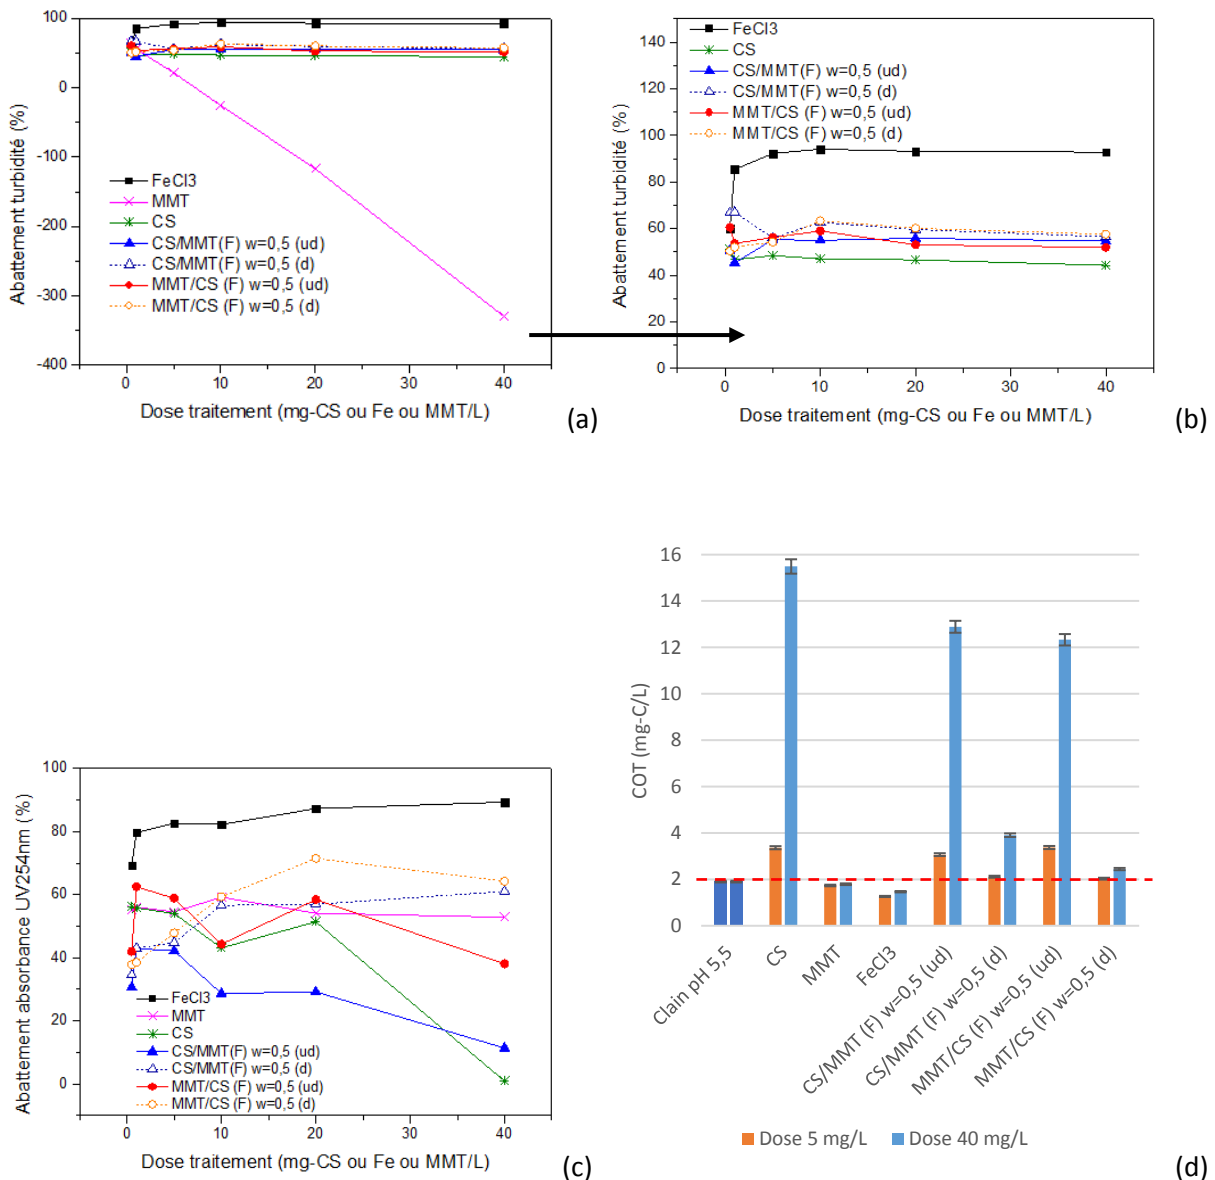 100
0
-100
-200
-300
-400
Abattement turbidité (%)
FeCl3
MMT
CS
CS/MMT(F) w=0,5 (ud)
CS/MMT(F) w=0,5 (d)
MMT/CS (F) w=0,5 (ud)
MMT/CS (F) w=0,5 (d)
0 10 20 30 40
Dose traitement (mg-CS ou Fe ou MMT/L)
(a)
140
120
100
80
60
40
20
0
Abattement turbidité (%)
FeCl3
CS
CS/MMT(F) w=0,5 (ud)
CS/MMT(F) w=0,5 (d)
MMT/CS (F) w=0,5 (ud)
MMT/CS (F) w=0,5 (d)
0 10 20 30 40
Dose traitement (mg-CS ou Fe ou MMT/L)
(b)
100
80
60
40
20
0
Abattement absorbance UV254nm (%)
FeCl3
MMT
CS
CS/MMT(F) w=0,5 (ud)
CS/MMT(F) w=0,5 (d)
MMT/CS (F) w=0,5 (ud)
MMT/CS (F) w=0,5 (d)
0 10 20 30 40
Dose traitement (mg-CS ou Fe ou MMT/L)
(c)
16
14
12
10
8
6
4
2
0
COT (mg-C/L)
Clain pH 5,5
CS
MMT
FeCl3
CS/MMT (F) w=0,5 (ud)
CS/MMT (F) w=0,5 (d)
MMT/CS (F) w=0,5 (ud)
MMT/CS (F) w=0,5 (d)
Dose 5 mg/L
Dose 40 mg/L
(d)